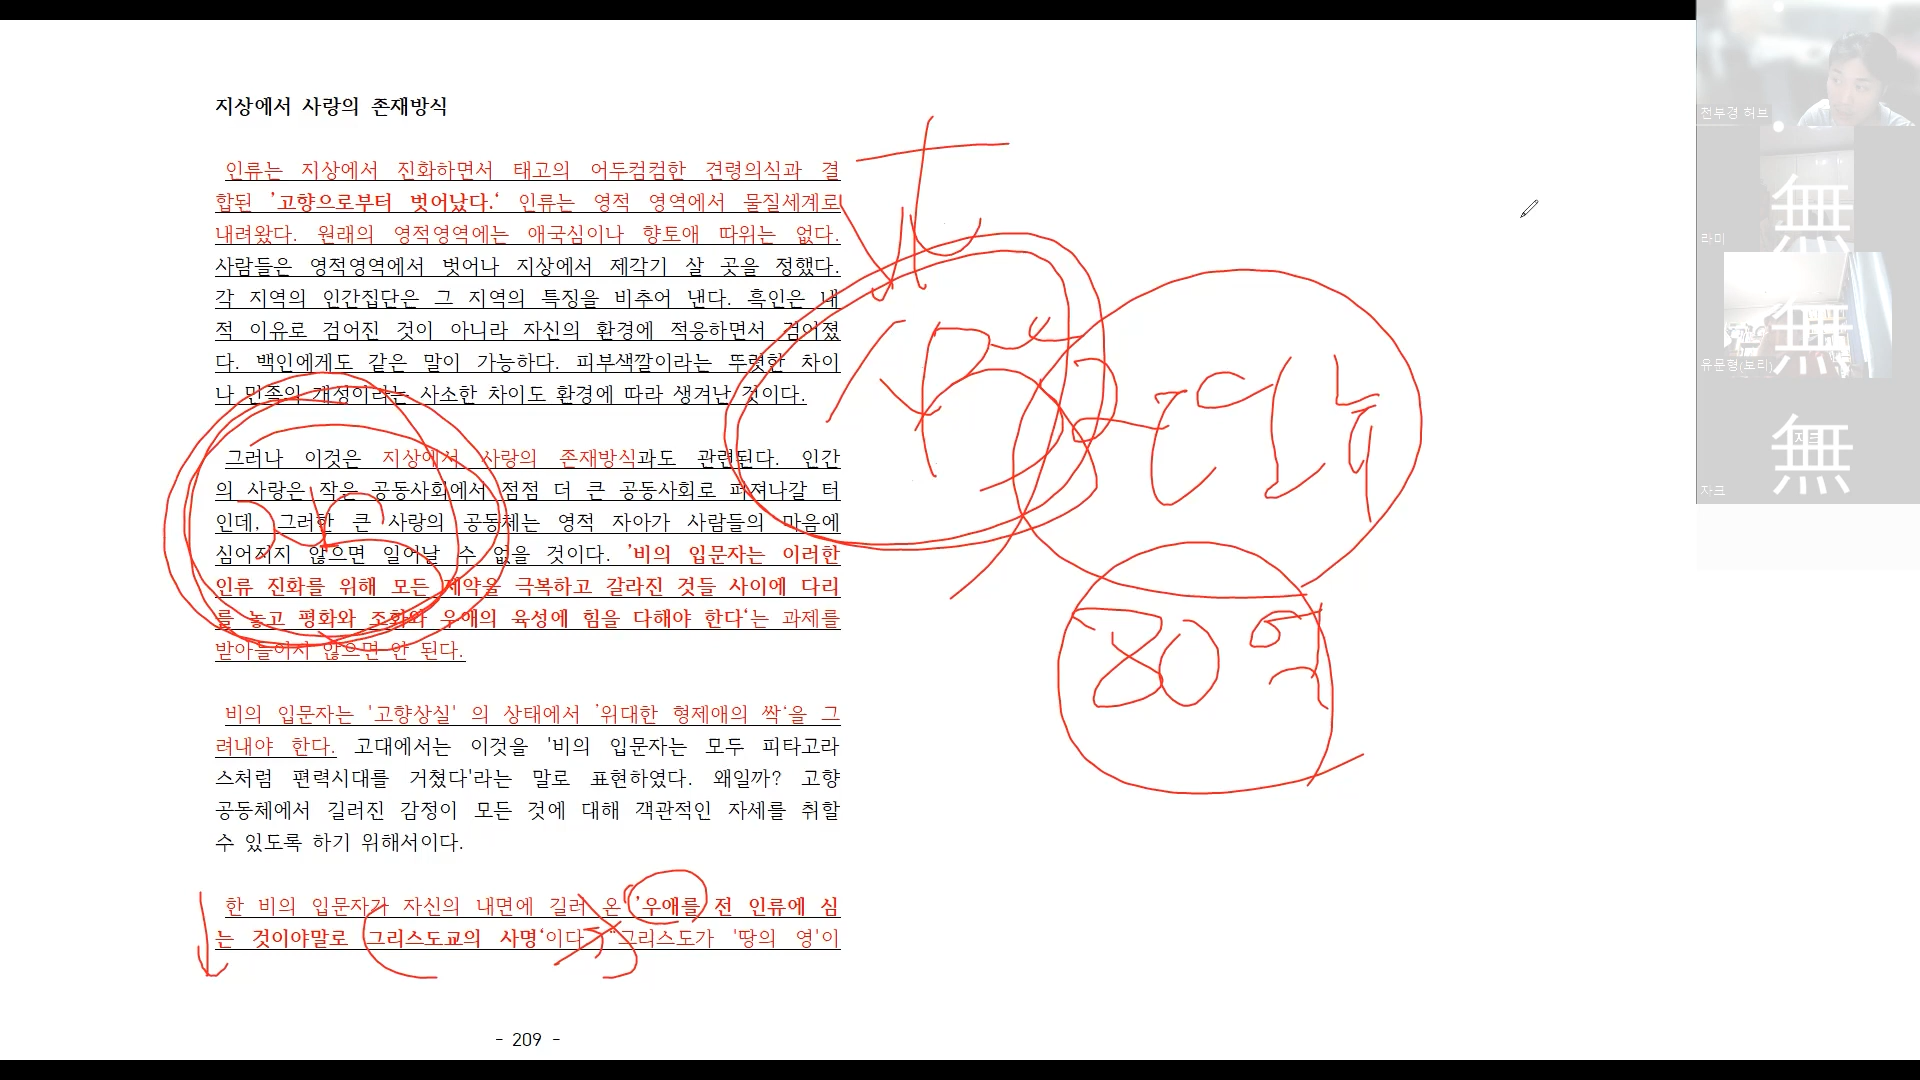 지상에서 사랑의 존재방식
인류는 지상에서 진화하면서 태고의 어두컴컴한 견령의식과 결
합된 '고향으로부터 벗어났다.' 인류는 영적 영역에서 물질세계로
내려왔다. 원래의 영적영역에는 애국심이나 향토애 따위는 없다.
사람들은 영적영역에서 벗어나 지상에서 제각기 살 곳을 정했다.
각 지역의 인간집단은 그 지역의 특징을 비추어 낸다. 흑인은 내
적 이유로 검어진 것이 아니라 자신의 환경에 적응하면서 검어졌
다. 백인에게도 같은 말이 가능하다. 피부색깔이라는 뚜렷한 차이
나 민족의 개성이라는 사소한 차이도 환경에 따라 생겨난 것이다.
그러나 이것은 지상에서 사랑의 존재방식과도 관련된다. 인간
의 사랑은 작은 공동사회에서 점점 더 큰 공동사회로 퍼져나갈 터
인데, 그러한 큰 사랑의 공동체는 영적 자아가 사람들의 마음에
심어지지 않으면 일어날 수 없을 것이다. '비의 입문자는 이러한
인류 진화를 위해 모든 제약을 극복하고 갈라진 것들 사이에 다리
를 놓고 평화와 조화와 우애의 육성에 힘을 다해야 한다'는 과제를
받아들이지 않으면 안 된다.
비의 입문자는 '고향상실' 의 상태에서 '위대한 형제애의 싹'을 그
려내야 한다. 고대에서는 이것을 '비의 입문자는 모두 피타고라
스처럼 편력시대를 거쳤다'라는 말로 표현하였다. 왜일까? 고향
공동체에서 길러진 감정이 모든 것에 대해 객관적인 자세를 취할
수 있도록 하기 위해서이다.
한 비의 입문자가 자신의 내면에 길러 온 '우애를 전 인류에 심
는 것이야말로 그리스도교의 사명'이다. "그리스도가 '땅의 영'이
- 209 -
80억
천부경 허브
無
라미
無
유문형(보리)
無
자크